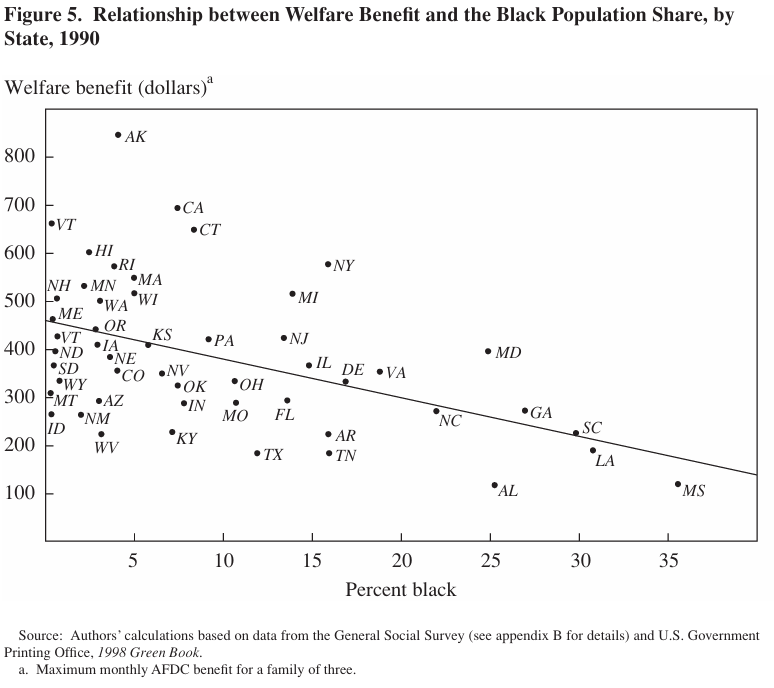 Figure 5.  Relationship between Welfare Benefit and the Black Population Share, by
State, 1990
Welfare benefit (dollars)a
AK
800
700
CA
VT
CT
600
HI
RI
NY
MA
NH
MN
WI
MI
500
WA
ME
OR
KS
VT
IA
PA
NJ
400
ND
NE
MD
SD
CO
NV
IL
DE
VA
WY
OK
OH
300
MT
AZ
IN
MO
FL
ID
NM
NC
GA
SC
WV
KY
AR
200
TX
TN
LA
100
AL
MS
5 10 15 20 25 30 35
Percent black
Source:  Authors' calculations based on data from the General Social Survey (see appendix B for details) and U.S. Government
Printing Office, 1998 Green Book.
a.  Maximum monthly AFDC benefit for a family of three.